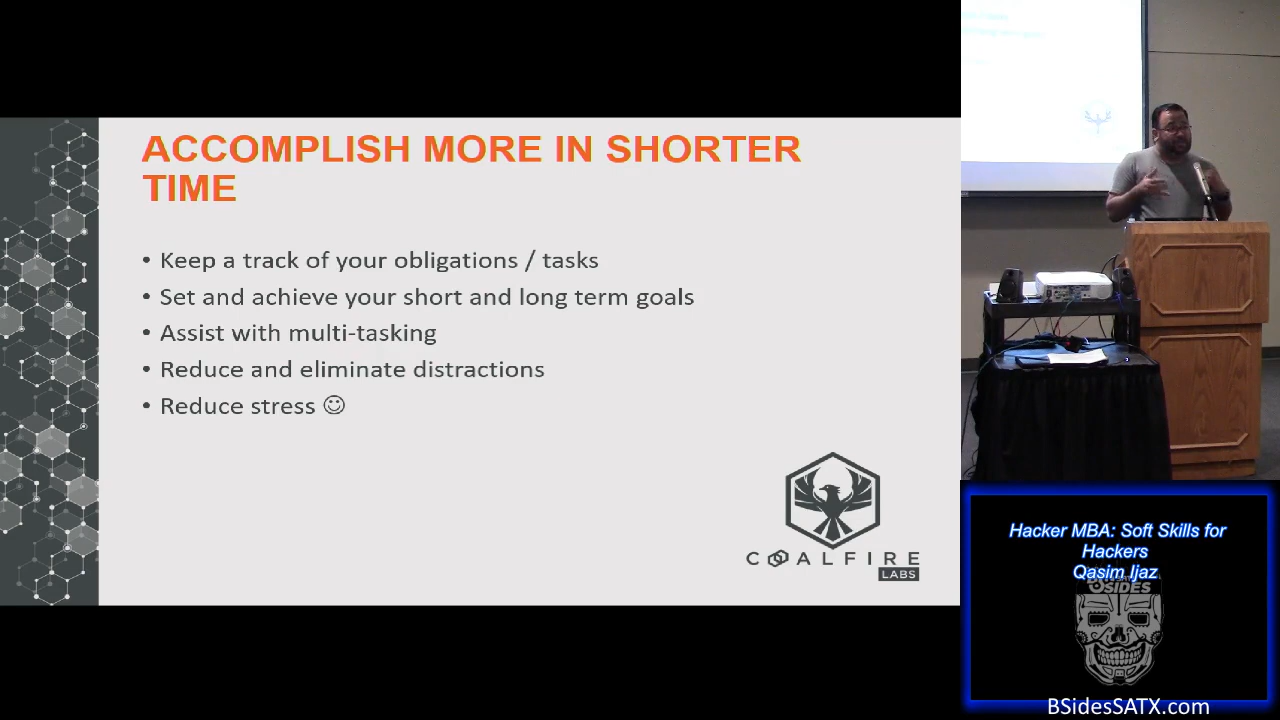 ACCOMPLISH MORE IN SHORTER
TIME
• Keep a track of your obligations / tasks
• Set and achieve your short and long term goals
• Assist with multi-tasking
• Reduce and eliminate distractions
• Reduce stress ☺
COALFIRE
LABS
Hacker MBA: Soft Skills for
Hackers
Qasim Ijaz
BSIDES
BSidesSATX.com